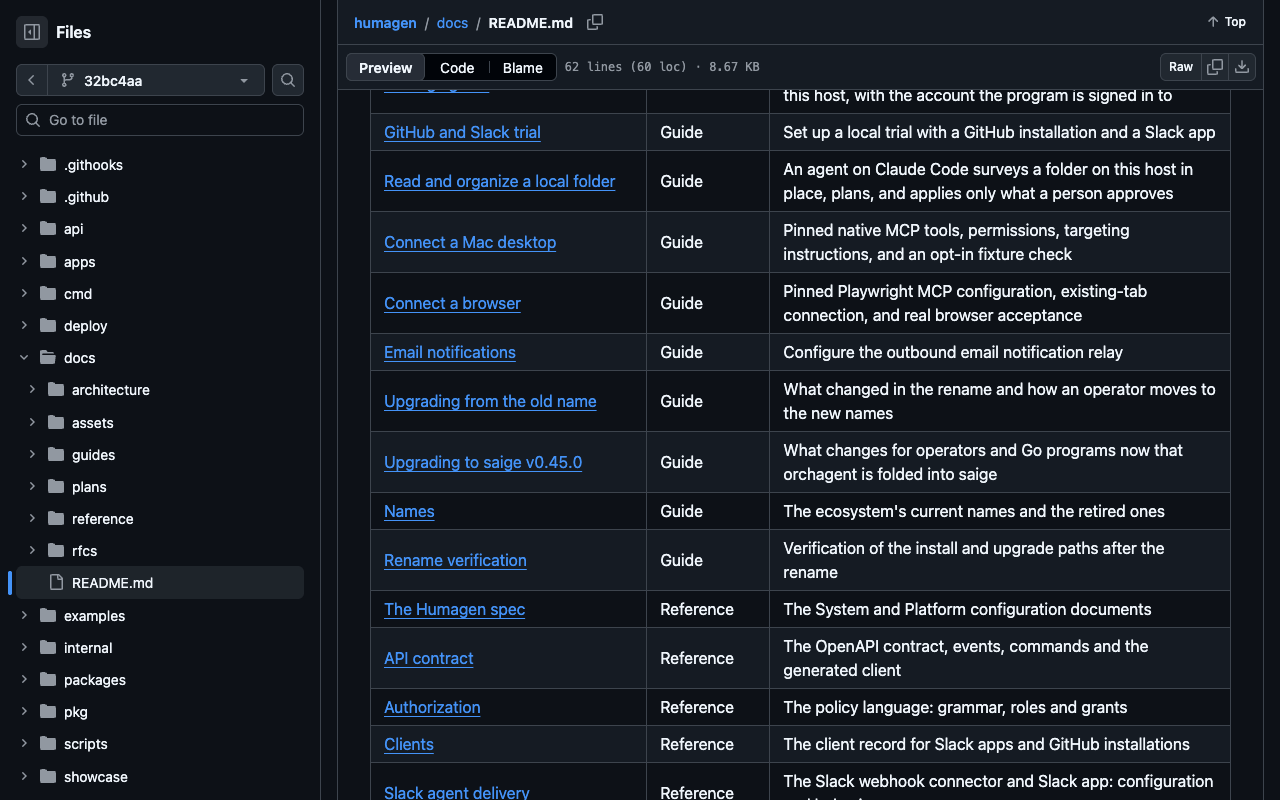 Files
humagen / docs / README.md
Top
32bc4aa
Preview Code Blame 62 lines (60 loc) · 8.67 KB
Raw
Go to file
.githooks
.github
api
apps
cmd
deploy
docs
architecture
assets
guides
plans
reference
rfcs
README.md
examples
internal
packages
pkg
scripts
showcase
this host, with the account the program is signed in to
GitHub and Slack trial Guide Set up a local trial with a GitHub installation and a Slack app
Read and organize a local folder Guide An agent on Claude Code surveys a folder on this host in
place, plans, and applies only what a person approves
Connect a Mac desktop Guide Pinned native MCP tools, permissions, targeting
instructions, and an opt-in fixture check
Connect a browser Guide Pinned Playwright MCP configuration, existing-tab
connection, and real browser acceptance
Email notifications Guide Configure the outbound email notification relay
Upgrading from the old name Guide What changed in the rename and how an operator moves to
the new names
Upgrading to saige v0.45.0 Guide What changes for operators and Go programs now that
orchagent is folded into saige
Names Guide The ecosystem's current names and the retired ones
Rename verification Guide Verification of the install and upgrade paths after the
rename
The Humagen spec Reference The System and Platform configuration documents
API contract Reference The OpenAPI contract, events, commands and the
generated client
Authorization Reference The policy language: grammar, roles and grants
Clients Reference The client record for Slack apps and GitHub installations
Slack agent delivery Reference The Slack webhook connector and Slack app: configuration